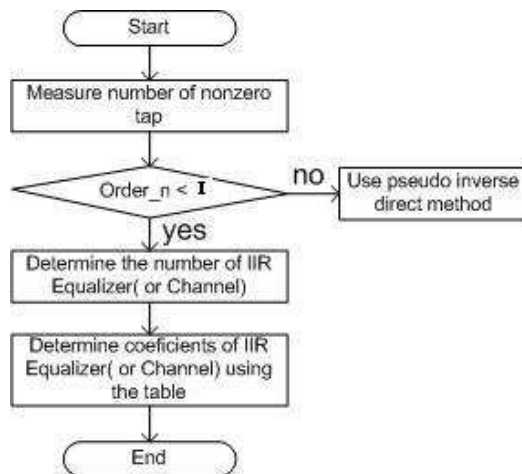 Start
Measure number of nonzero
tap
Order_n < I
no
Use pseudo inverse
direct method
yes
Determine the number of IIR
Equalizer( or Channel)
Determine coeficients of IIR
Equalizer( or Channel) using
the table
End